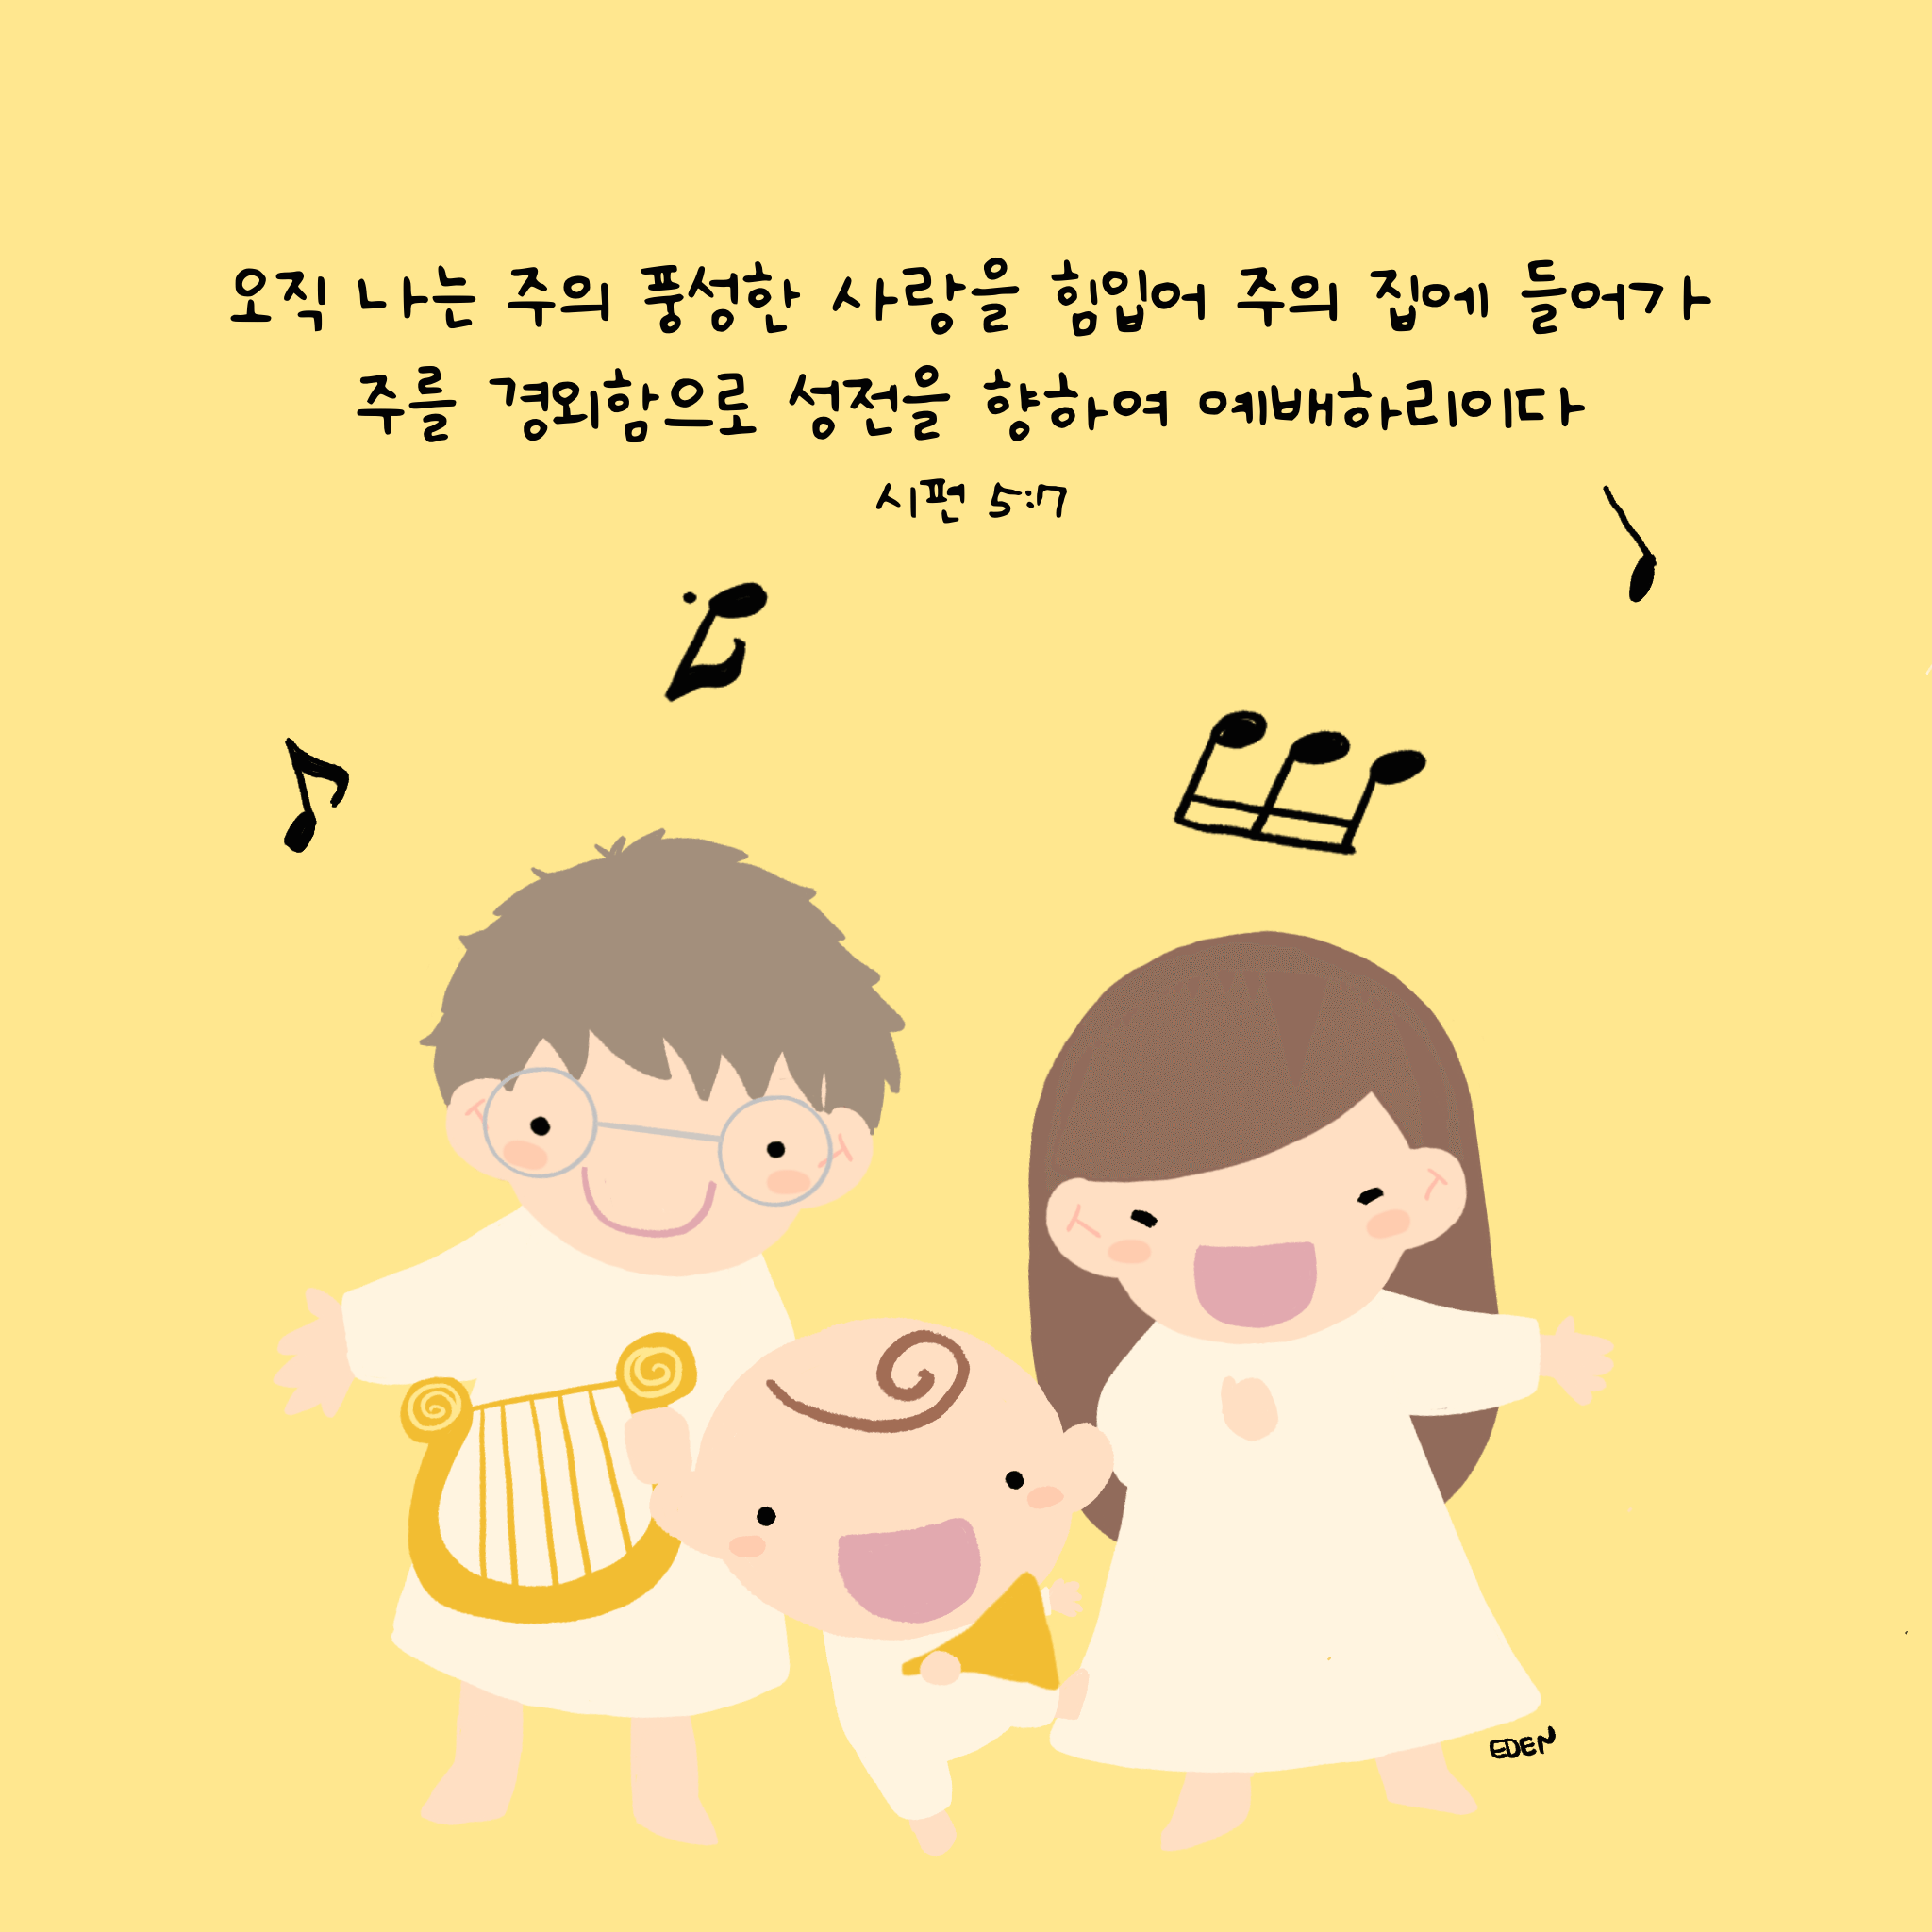 오직 나는 주의 풍성한 사랑을 힘입어 주의 집에 들어가
주를 경외함으로 성전을 향하여 예배하리이다
시편 5:7
EDEN